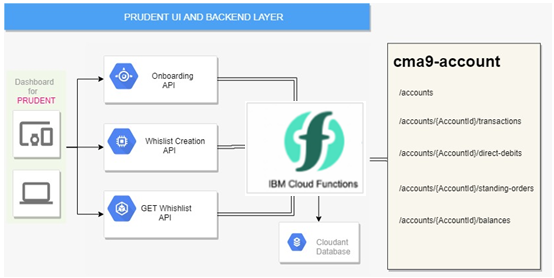 PRUDENT UI AND BACKEND LAYER
Dashboard
for
PRUDENT
Onboarding
API
Whislist Creation
API
GET Whishlist
API
IBM Cloud Functions
Cloudant
Database
cma9-account
/accounts
/accounts/{AccountId}/transactions
/accounts/{AccountId}/direct-debits
/accounts/{AccountId}/standing-orders
/accounts/{AccountId}/balances